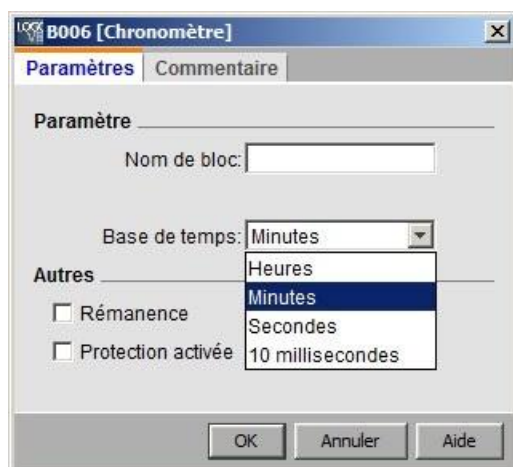 LOGO B006 [Chronomètre]
Paramètres Commentaire
Paramètre
Nom de bloc:
Base de temps: Minutes
Heures
Autres
Minutes
Rémanence
Secondes
Protection activée
10 millisecondes
OK Annuler Aide